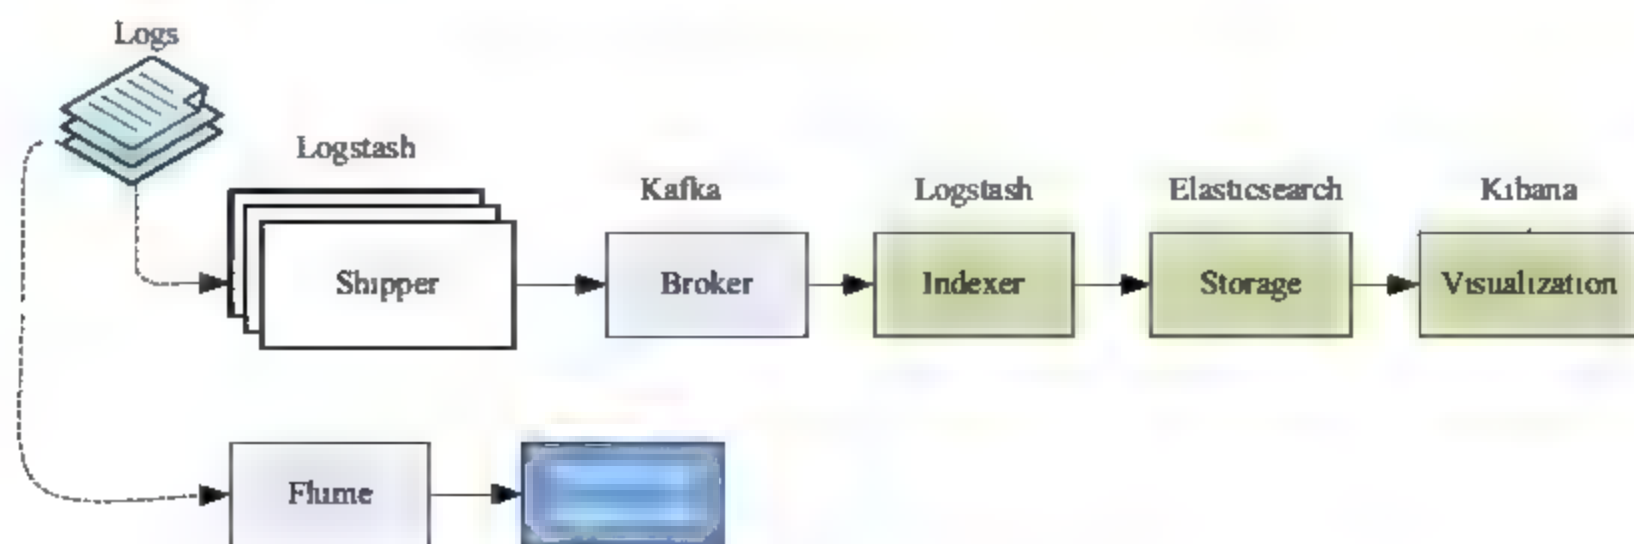 Logs
Logstash
Kafka
Logstash
Elasticsearch
Kibana
Shipper
Broker
Indexer
Storage
Visualization
Flume